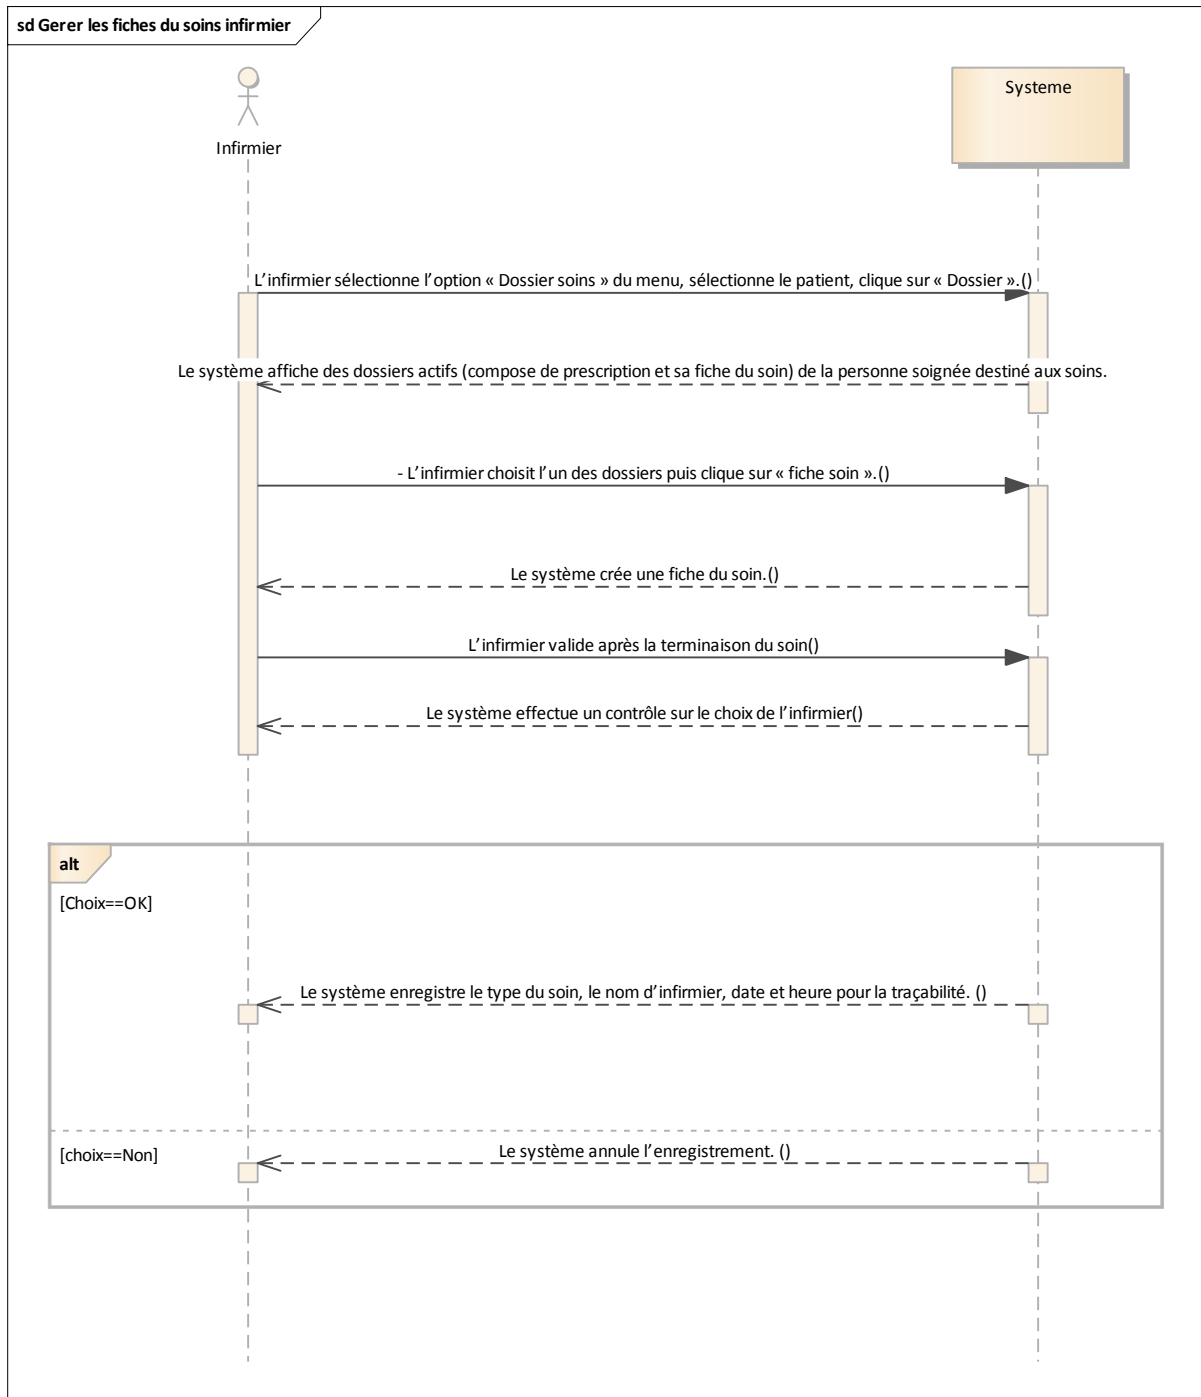 sd Gerer les fiches du soins infirmier
Infirmier
Systeme
L'infirmier sélectionne l'option « Dossier soins » du menu, sélectionne le patient, clique sur « Dossier ».()
Le système affiche des dossiers actifs (compose de prescription et sa fiche du soin) de la personne soignée destiné aux soins.
- L'infirmier choisit l'un des dossiers puis clique sur « fiche soin ».()
Le système crée une fiche du soin.()
L'infirmier valide après la terminaison du soin()
Le système effectue un contrôle sur le choix de l'infirmier()
alt
[Choix==OK]
Le système enregistre le type du soin, le nom d'infirmier, date et heure pour la traçabilité. ()
[choix==Non]
Le système annule l'enregistrement. ()